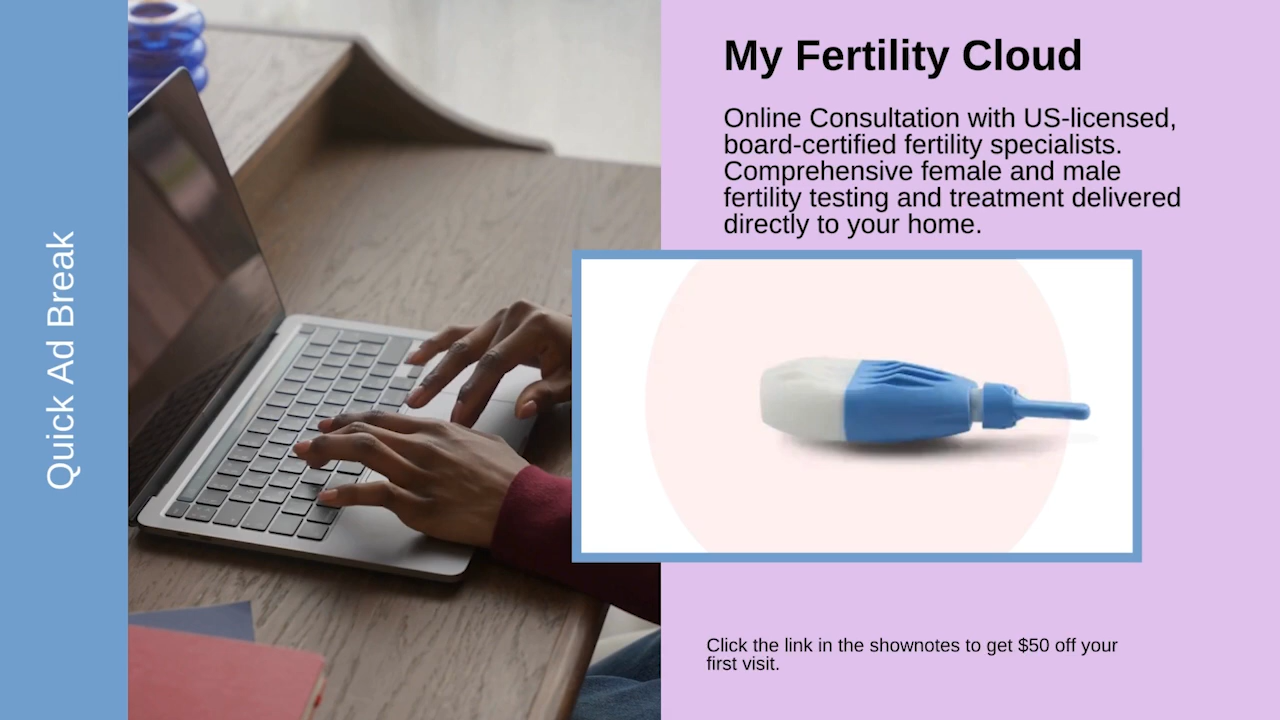 Quick Ad Break
My Fertility Cloud
Online Consultation with US-licensed,
board-certified fertility specialists.
Comprehensive female and male
fertility testing and treatment delivered
directly to your home.
Click the link in the shownotes to get $50 off your
first visit.